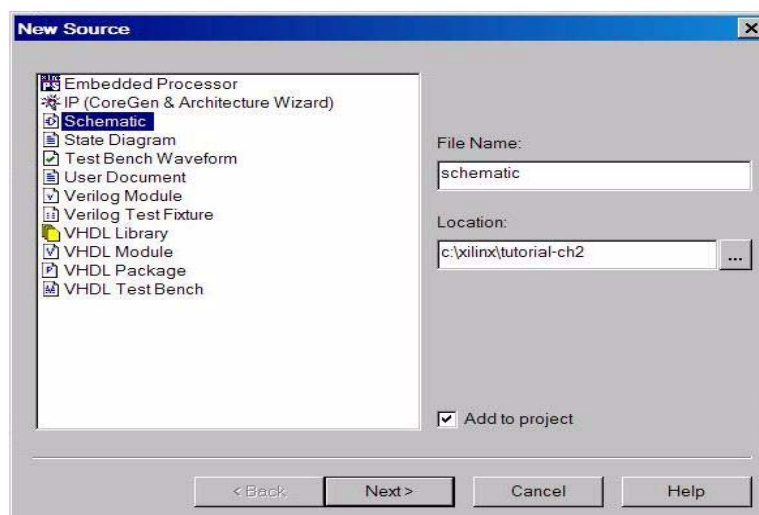 New Source
Embedded Processor
IP (CoreGen & Architecture Wizard)
Schematic
State Diagram
Test Bench Waveform
User Document
Verilog Module
Verilog Test Fixture
VHDL Library
VHDL Module
VHDL Package
VHDL Test Bench
File Name:
schematic
Location:
c:\xilinx\tutorial-ch2
...
Add to project
< Back
Next >
Cancel
Help